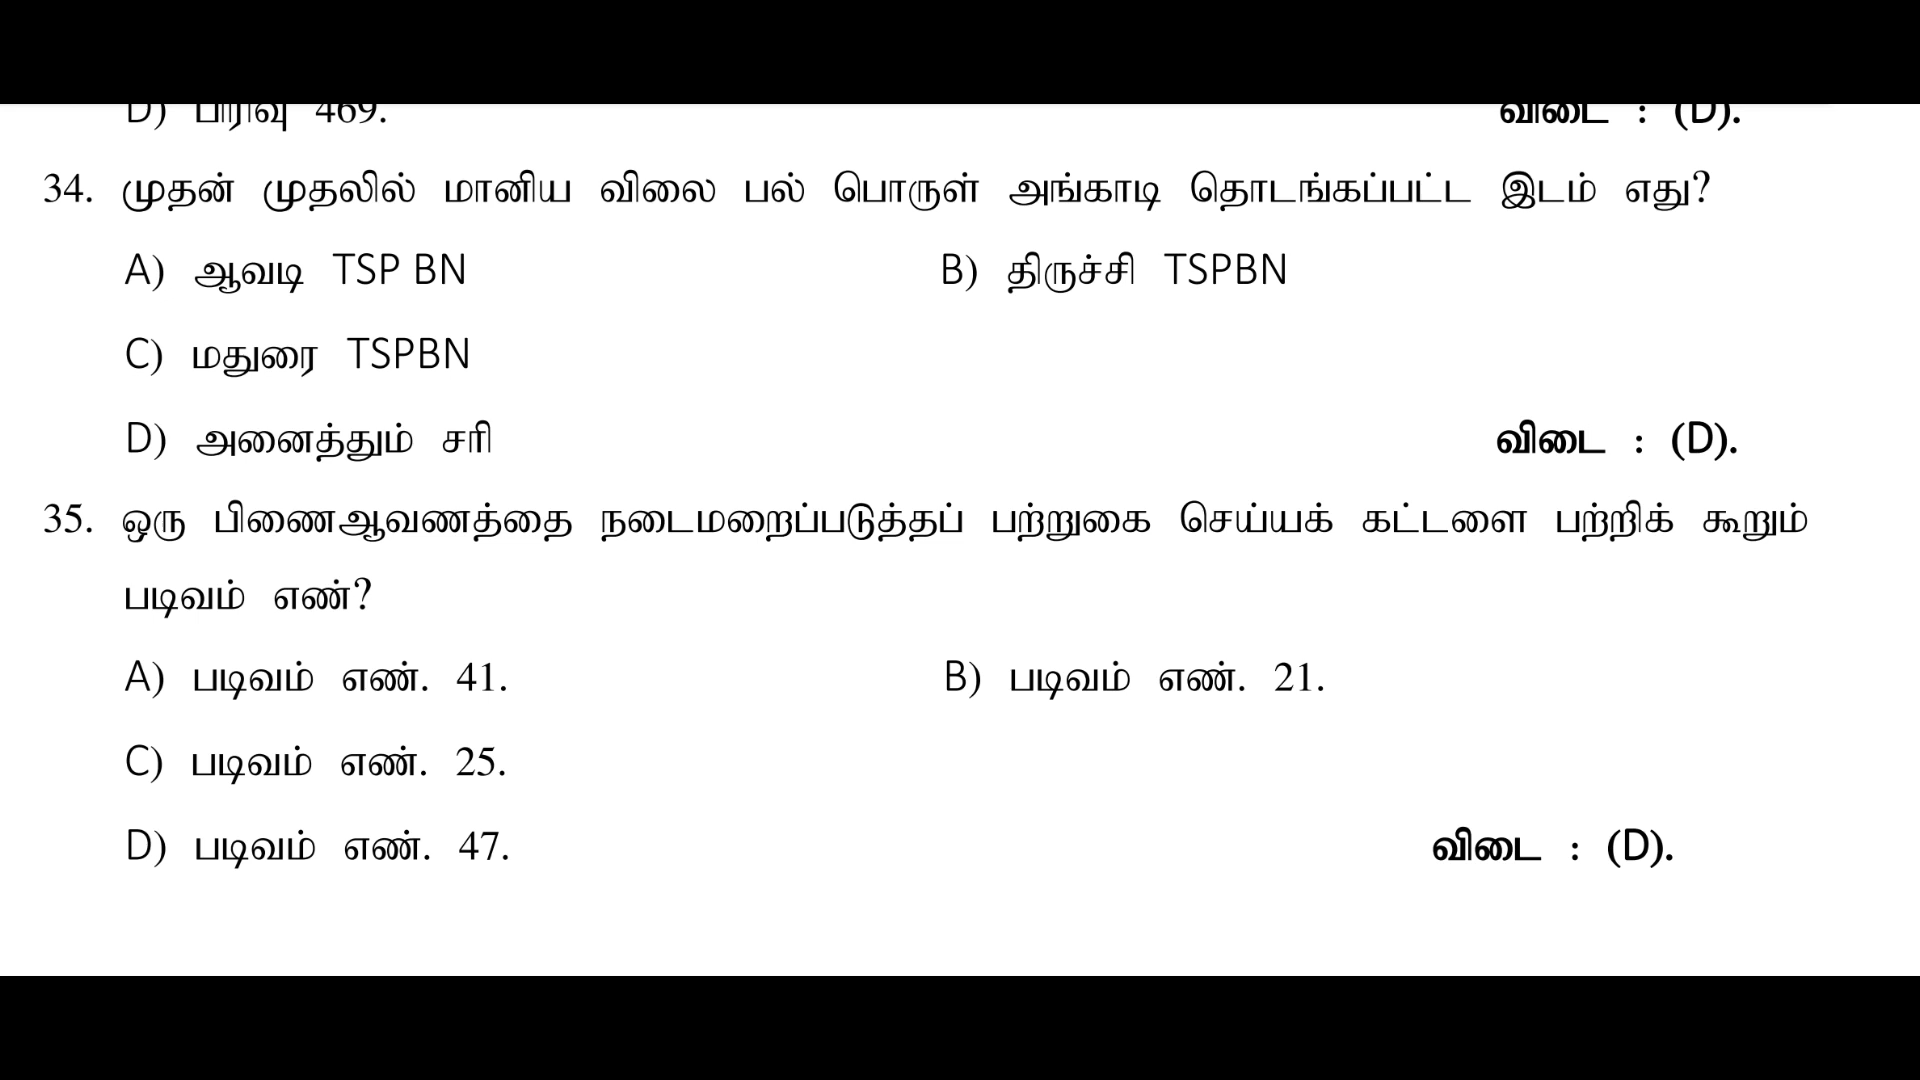 D) பிரிவு 469. விடை : (D).
34. முதன் முதலில் மானிய விலை பல் பொருள் அங்காடி தொடங்கப்பட்ட இடம் எது?
A) ஆவடி TSP BN B) திருச்சி TSPBN
C) மதுரை TSPBN
D) அனைத்தும் சரி விடை : (D).
35. ஒரு பிணைஆவணத்தை நடைமறைப்படுத்தப் பற்றுகை செய்யக் கட்டளை பற்றிக் கூறும்
படிவம் எண்?
A) படிவம் எண். 41. B) படிவம் எண். 21.
C) படிவம் எண். 25.
D) படிவம் எண். 47. விடை : (D).